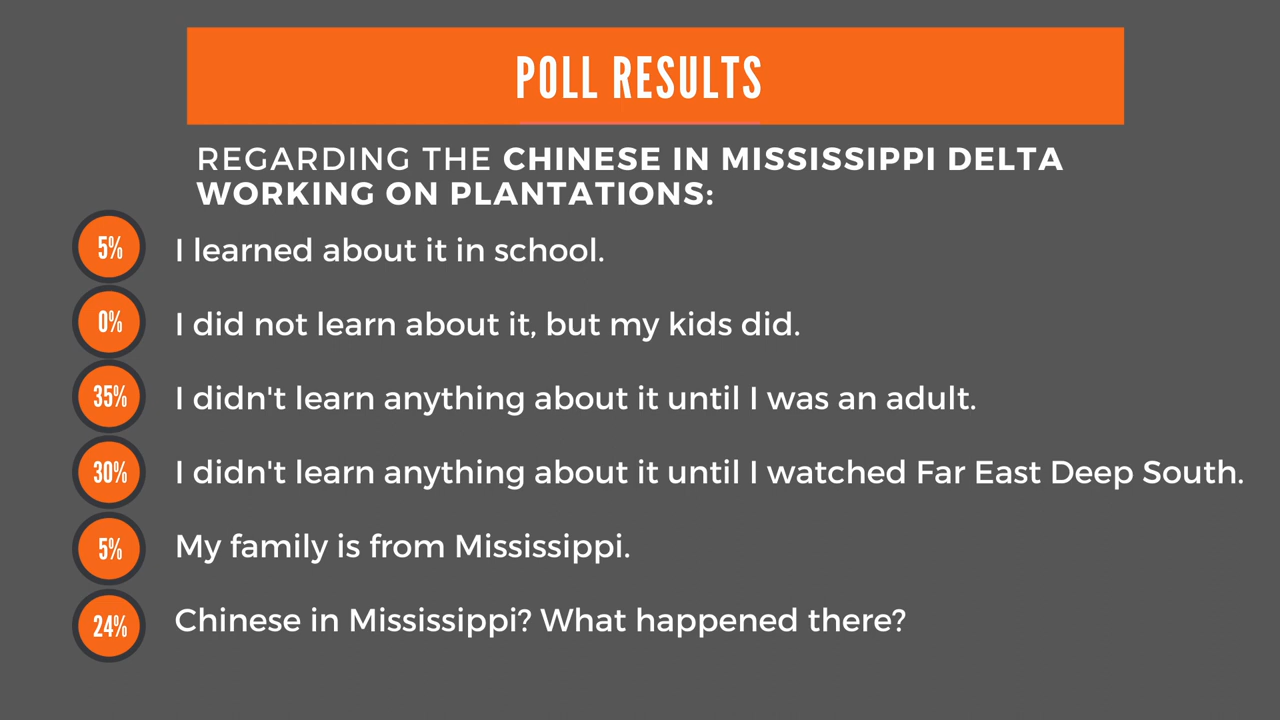 POLL RESULTS
REGARDING THE CHINESE IN MISSISSIPPI DELTA
WORKING ON PLANTATIONS:
5% I learned about it in school.
0% I did not learn about it, but my kids did.
35% I didn't learn anything about it until I was an adult.
30% I didn't learn anything about it until I watched Far East Deep South.
5% My family is from Mississippi.
24% Chinese in Mississippi? What happened there?